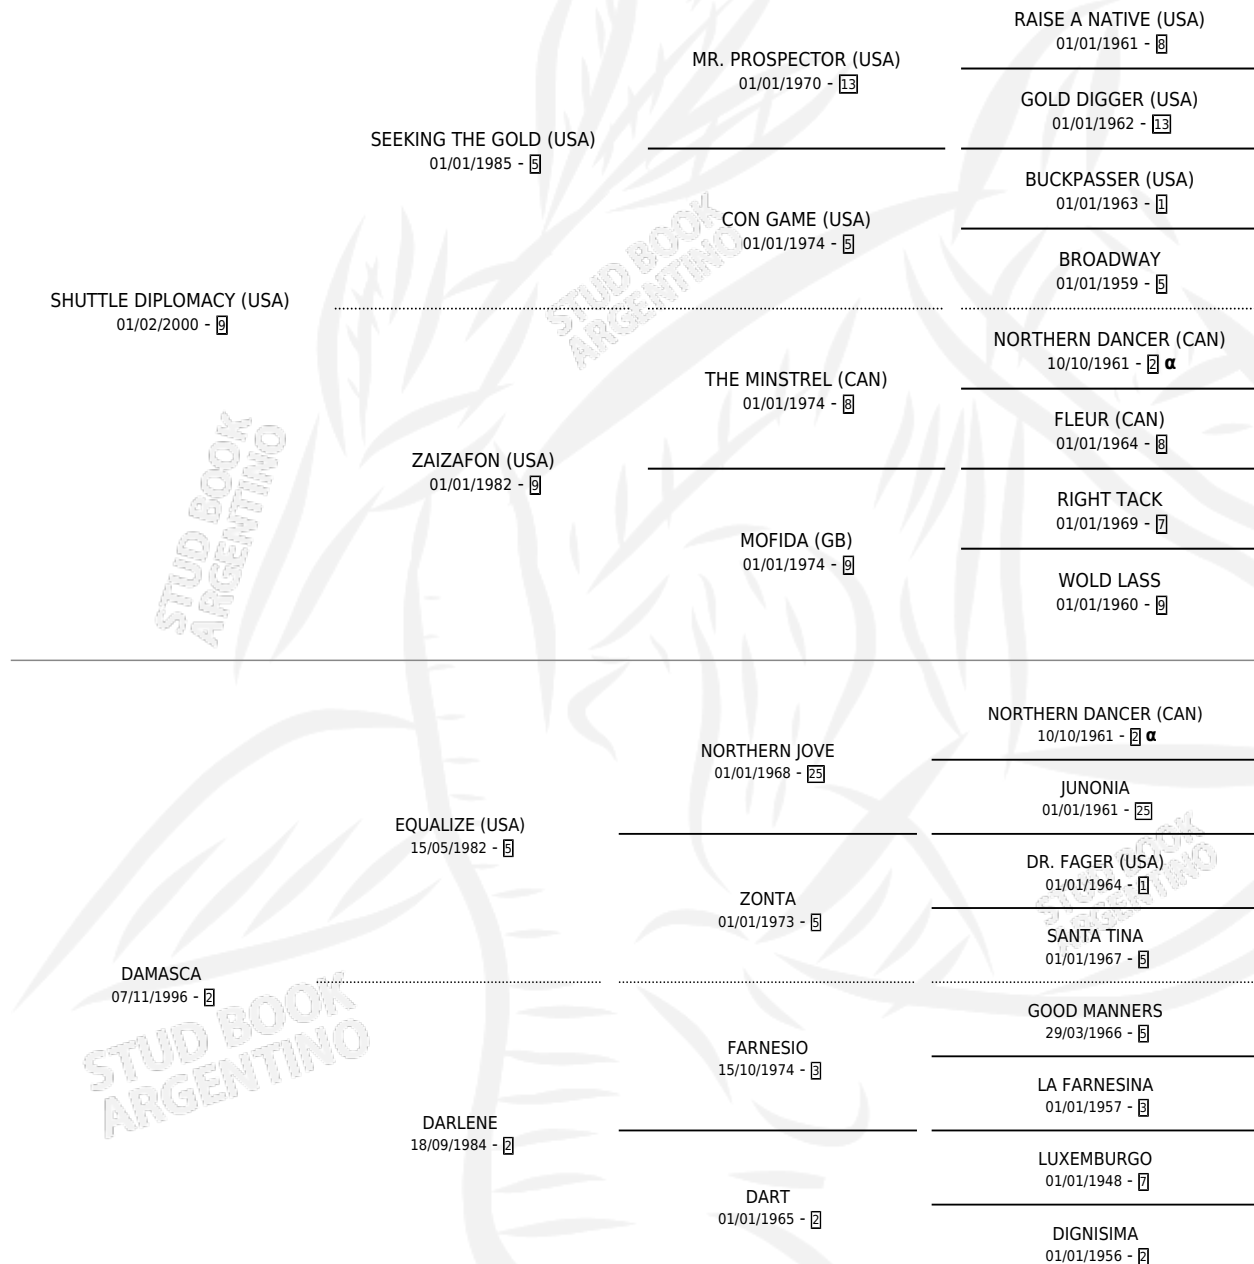 RAISE A NATIVE (USA)
01/01/1961 - 8
MR. PROSPECTOR (USA)
01/01/1970 - 13
GOLD DIGGER (USA)
01/01/1962 - 13
SEEKING THE GOLD (USA)
01/01/1985 - 5
BUCKPASSER (USA)
01/01/1963 - 1
CON GAME (USA)
01/01/1974 - 5
BROADWAY
01/01/1959 - 5
SHUTTLE DIPLOMACY (USA)
01/02/2000 - 9
NORTHERN DANCER (CAN)
10/10/1961 - 2 α
THE MINSTREL (CAN)
01/01/1974 - 8
FLEUR (CAN)
01/01/1964 - 8
ZAIZAFON (USA)
01/01/1982 - 9
RIGHT TACK
01/01/1969 - 7
MOFIDA (GB)
01/01/1974 - 9
WOLD LASS
01/01/1960 - 9
NORTHERN DANCER (CAN)
10/10/1961 - 2 α
NORTHERN JOVE
01/01/1968 - 25
JUNONIA
01/01/1961 - 25
EQUALIZE (USA)
15/05/1982 - 5
DR. FAGER (USA)
01/01/1964 - 1
ZONTA
01/01/1973 - 5
SANTA TINA
01/01/1967 - 5
DAMASCA
07/11/1996 - 2
GOOD MANNERS
29/03/1966 - 5
FARNESIO
15/10/1974 - 3
LA FARNESINA
01/01/1957 - 3
DARLENE
18/09/1984 - 2
LUXEMBURGO
01/01/1948 - 7
DART
01/01/1965 - 2
DIGNISIMA
01/01/1956 - 2
STUD BOOK
ARGENTINO
STUD BOOK
ARGENTINO
STUD BOOK
ARGENTINO
STUD BOOK
ARGENTINO